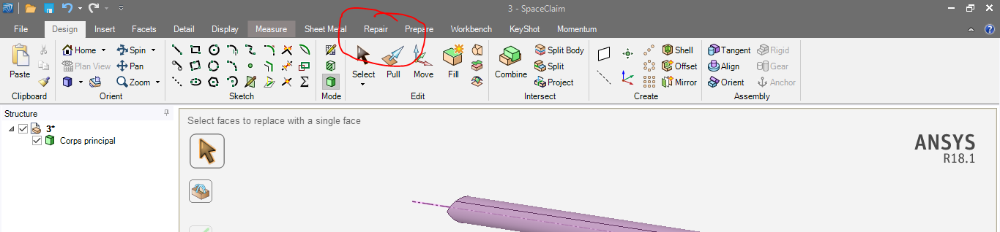 3 - SpaceClaim
File Design Insert Facets Detail Display Measure Sheet Metal Repair Prepare Workbench KeyShot Momentum
Home Spin Split Body Shell Tangent Rigid
Plan View Pan Split Offset Align Gear
Paste Select Pull Move Fill Combine
Zoom Project Mirror Orient Anchor
Clipboard Orient Sketch Mode Edit Intersect Create Assembly
Structure
Select faces to replace with a single face
3*
Corps principal
ANSYS
R18.1